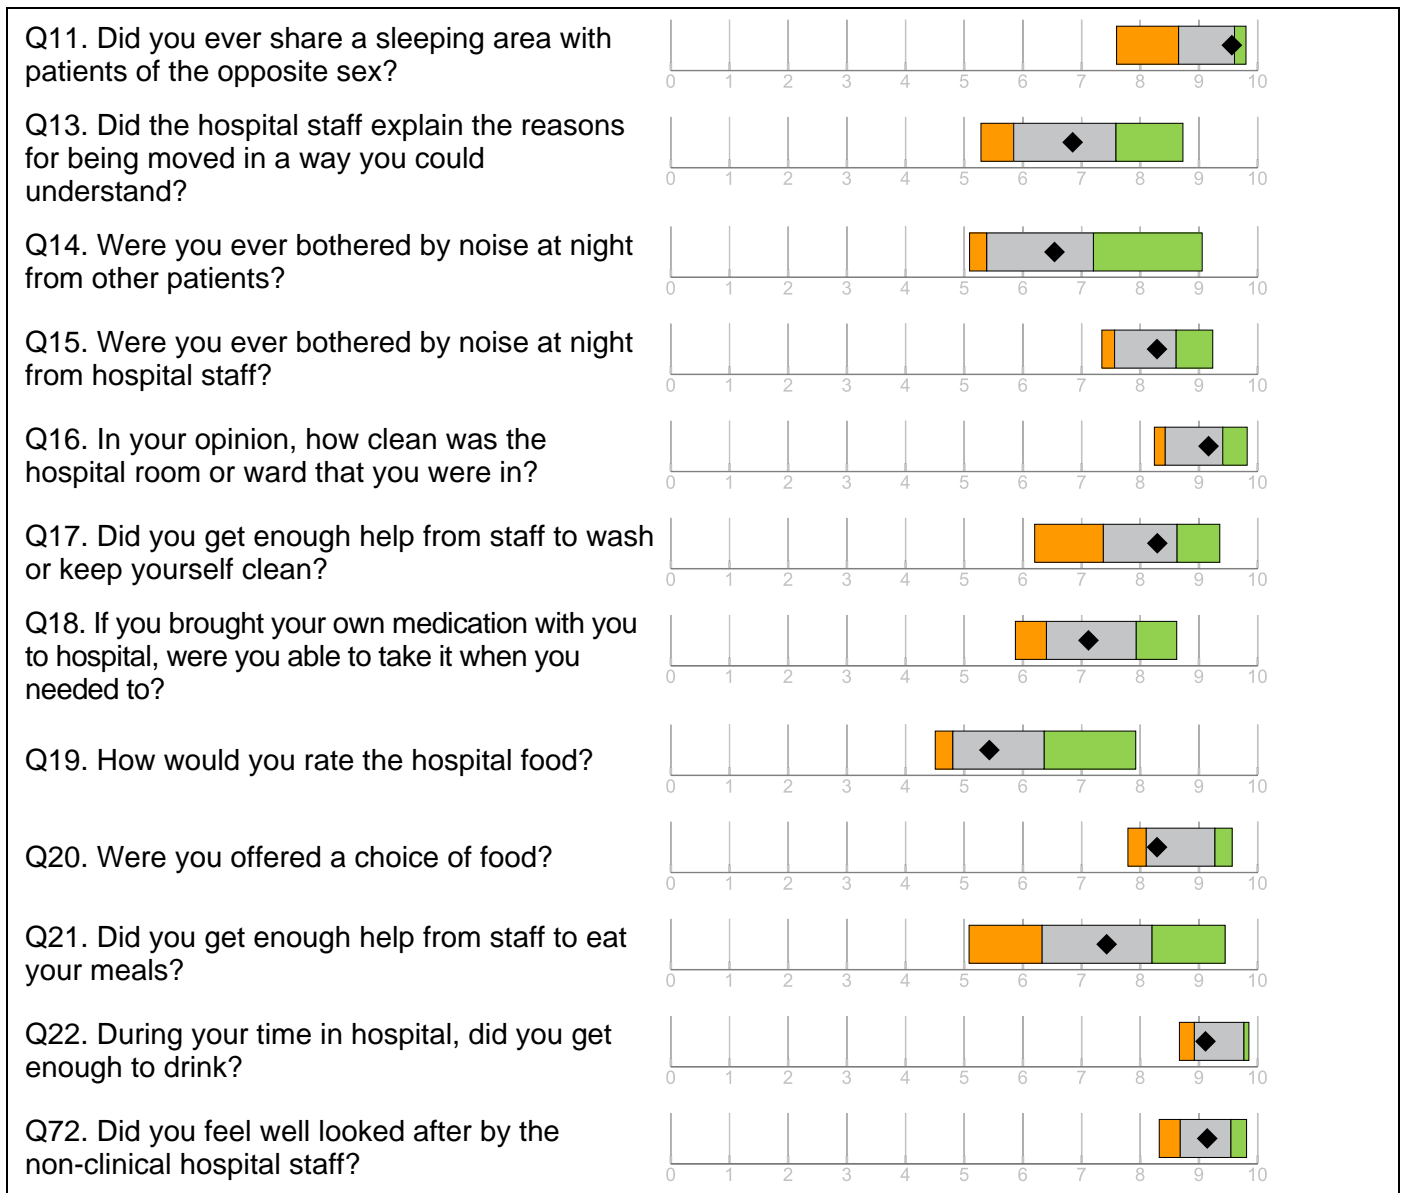 Q11. Did you ever share a sleeping area with
patients of the opposite sex?
0 1 2 3 4 5 6 7 8 9 10
Q13. Did the hospital staff explain the reasons
for being moved in a way you could
understand?
0 1 2 3 4 5 6 7 8 9 10
Q14. Were you ever bothered by noise at night
from other patients?
0 1 2 3 4 5 6 7 8 9 10
Q15. Were you ever bothered by noise at night
from hospital staff?
0 1 2 3 4 5 6 7 8 9 10
Q16. In your opinion, how clean was the
hospital room or ward that you were in?
0 1 2 3 4 5 6 7 8 9 10
Q17. Did you get enough help from staff to wash
or keep yourself clean?
0 1 2 3 4 5 6 7 8 9 10
Q18. If you brought your own medication with you
to hospital, were you able to take it when you
needed to?
0 1 2 3 4 5 6 7 8 9 10
Q19. How would you rate the hospital food?
0 1 2 3 4 5 6 7 8 9 10
Q20. Were you offered a choice of food?
0 1 2 3 4 5 6 7 8 9 10
Q21. Did you get enough help from staff to eat
your meals?
0 1 2 3 4 5 6 7 8 9 10
Q22. During your time in hospital, did you get
enough to drink?
0 1 2 3 4 5 6 7 8 9 10
Q72. Did you feel well looked after by the
non-clinical hospital staff?
0 1 2 3 4 5 6 7 8 9 10